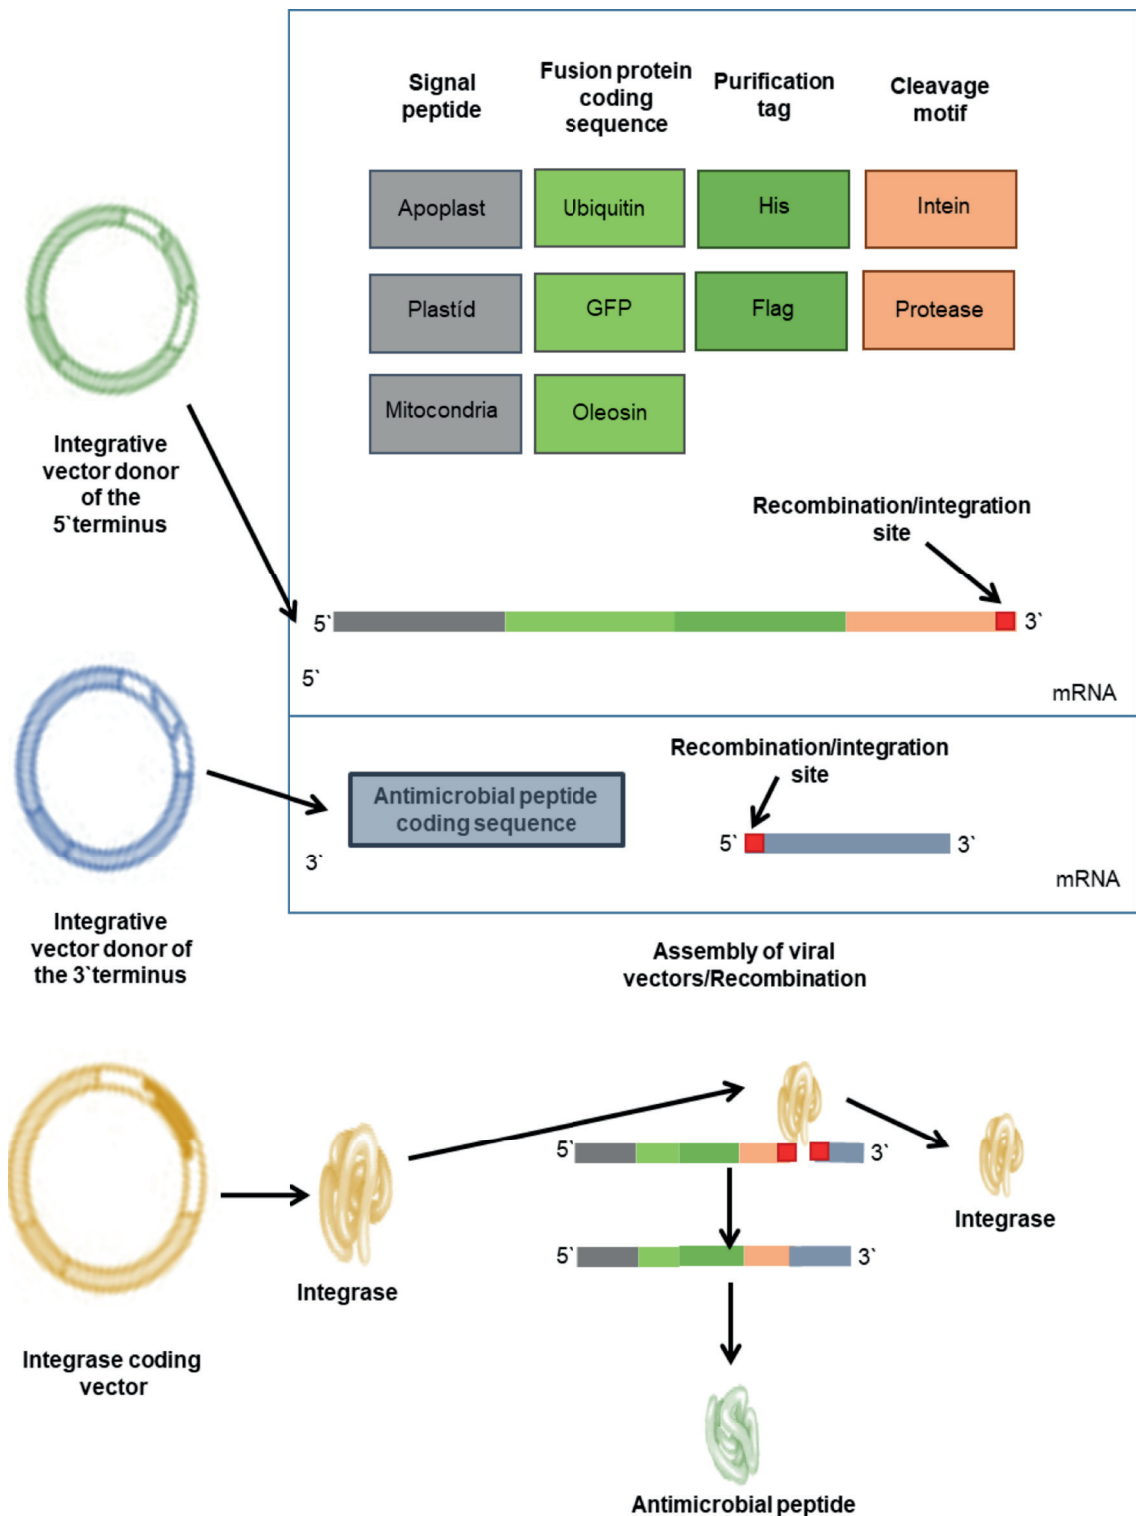 Signal
peptide
Fusion protein
coding
sequence
Purification
tag
Cleavage
motif
Apoplast
Ubiquitin
His
Intein
Plastíd
GFP
Flag
Protease
Mitocondria
Oleosin
Integrative
vector donor
of the
5`terminus
Recombination/integration
site
5`
3`
5`
mRNA
Recombination/integration
site
Antimicrobial peptide
coding sequence
5`
3`
3`
mRNA
Integrative
vector donor of
the 3`terminus
Assembly of viral
vectors/Recombination
5`
3`
Integrase
5`
3`
Integrase
Integrase coding
vector
Antimicrobial peptide